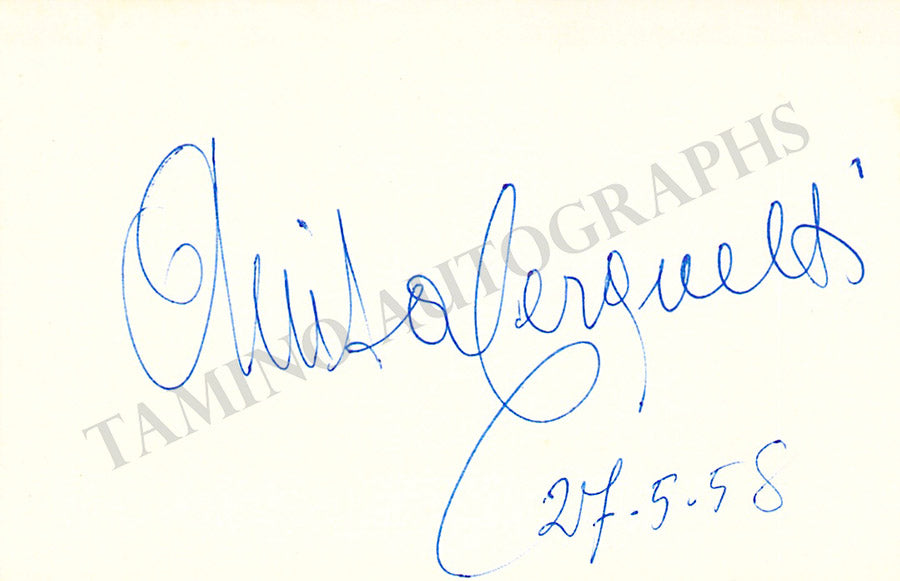 Anita Cerquetti
27.5.58
TAMINO AUTOGRAPHS